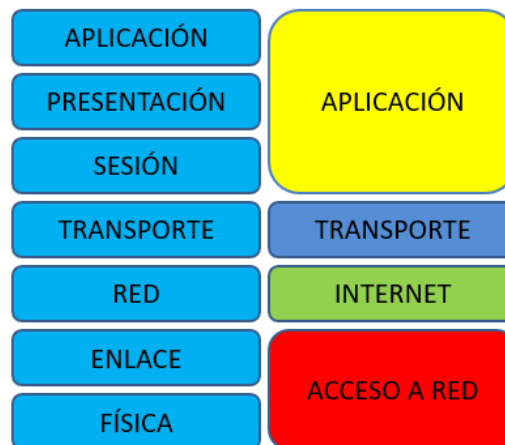 APLICACIÓN
PRESENTACIÓN
SESIÓN
TRANSPORTE
RED
ENLACE
FÍSICA
APLICACIÓN
TRANSPORTE
INTERNET
ACCESO A RED